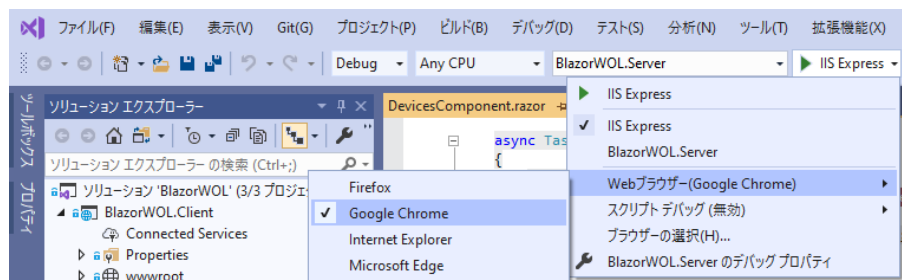 ファイル(F) 編集(E) 表示(V) Git(G) プロジェクト(P) ビルド(B) デバッグ(D) テスト(S) 分析(N) ツール(T) 拡張機能(X)
Debug Any CPU BlazorWOL.Server IIS Express
ツールボックス
プロパティ
ソリューション エクスプローラー
ソリューション エクスプローラー の検索 (Ctrl+;)
ソリューション 'BlazorWOL' (3/3 プロジェ
BlazorWOL.Client
Connected Services
Properties
wwwroot
DevicesComponent.razor
async Tas
{
IIS Express
IIS Express
BlazorWOL.Server
Webブラウザー(Google Chrome)
スクリプト デバッグ (無効)
ブラウザーの選択(H)...
BlazorWOL.Server のデバッグ プロパティ
Firefox
Google Chrome
Internet Explorer
Microsoft Edge